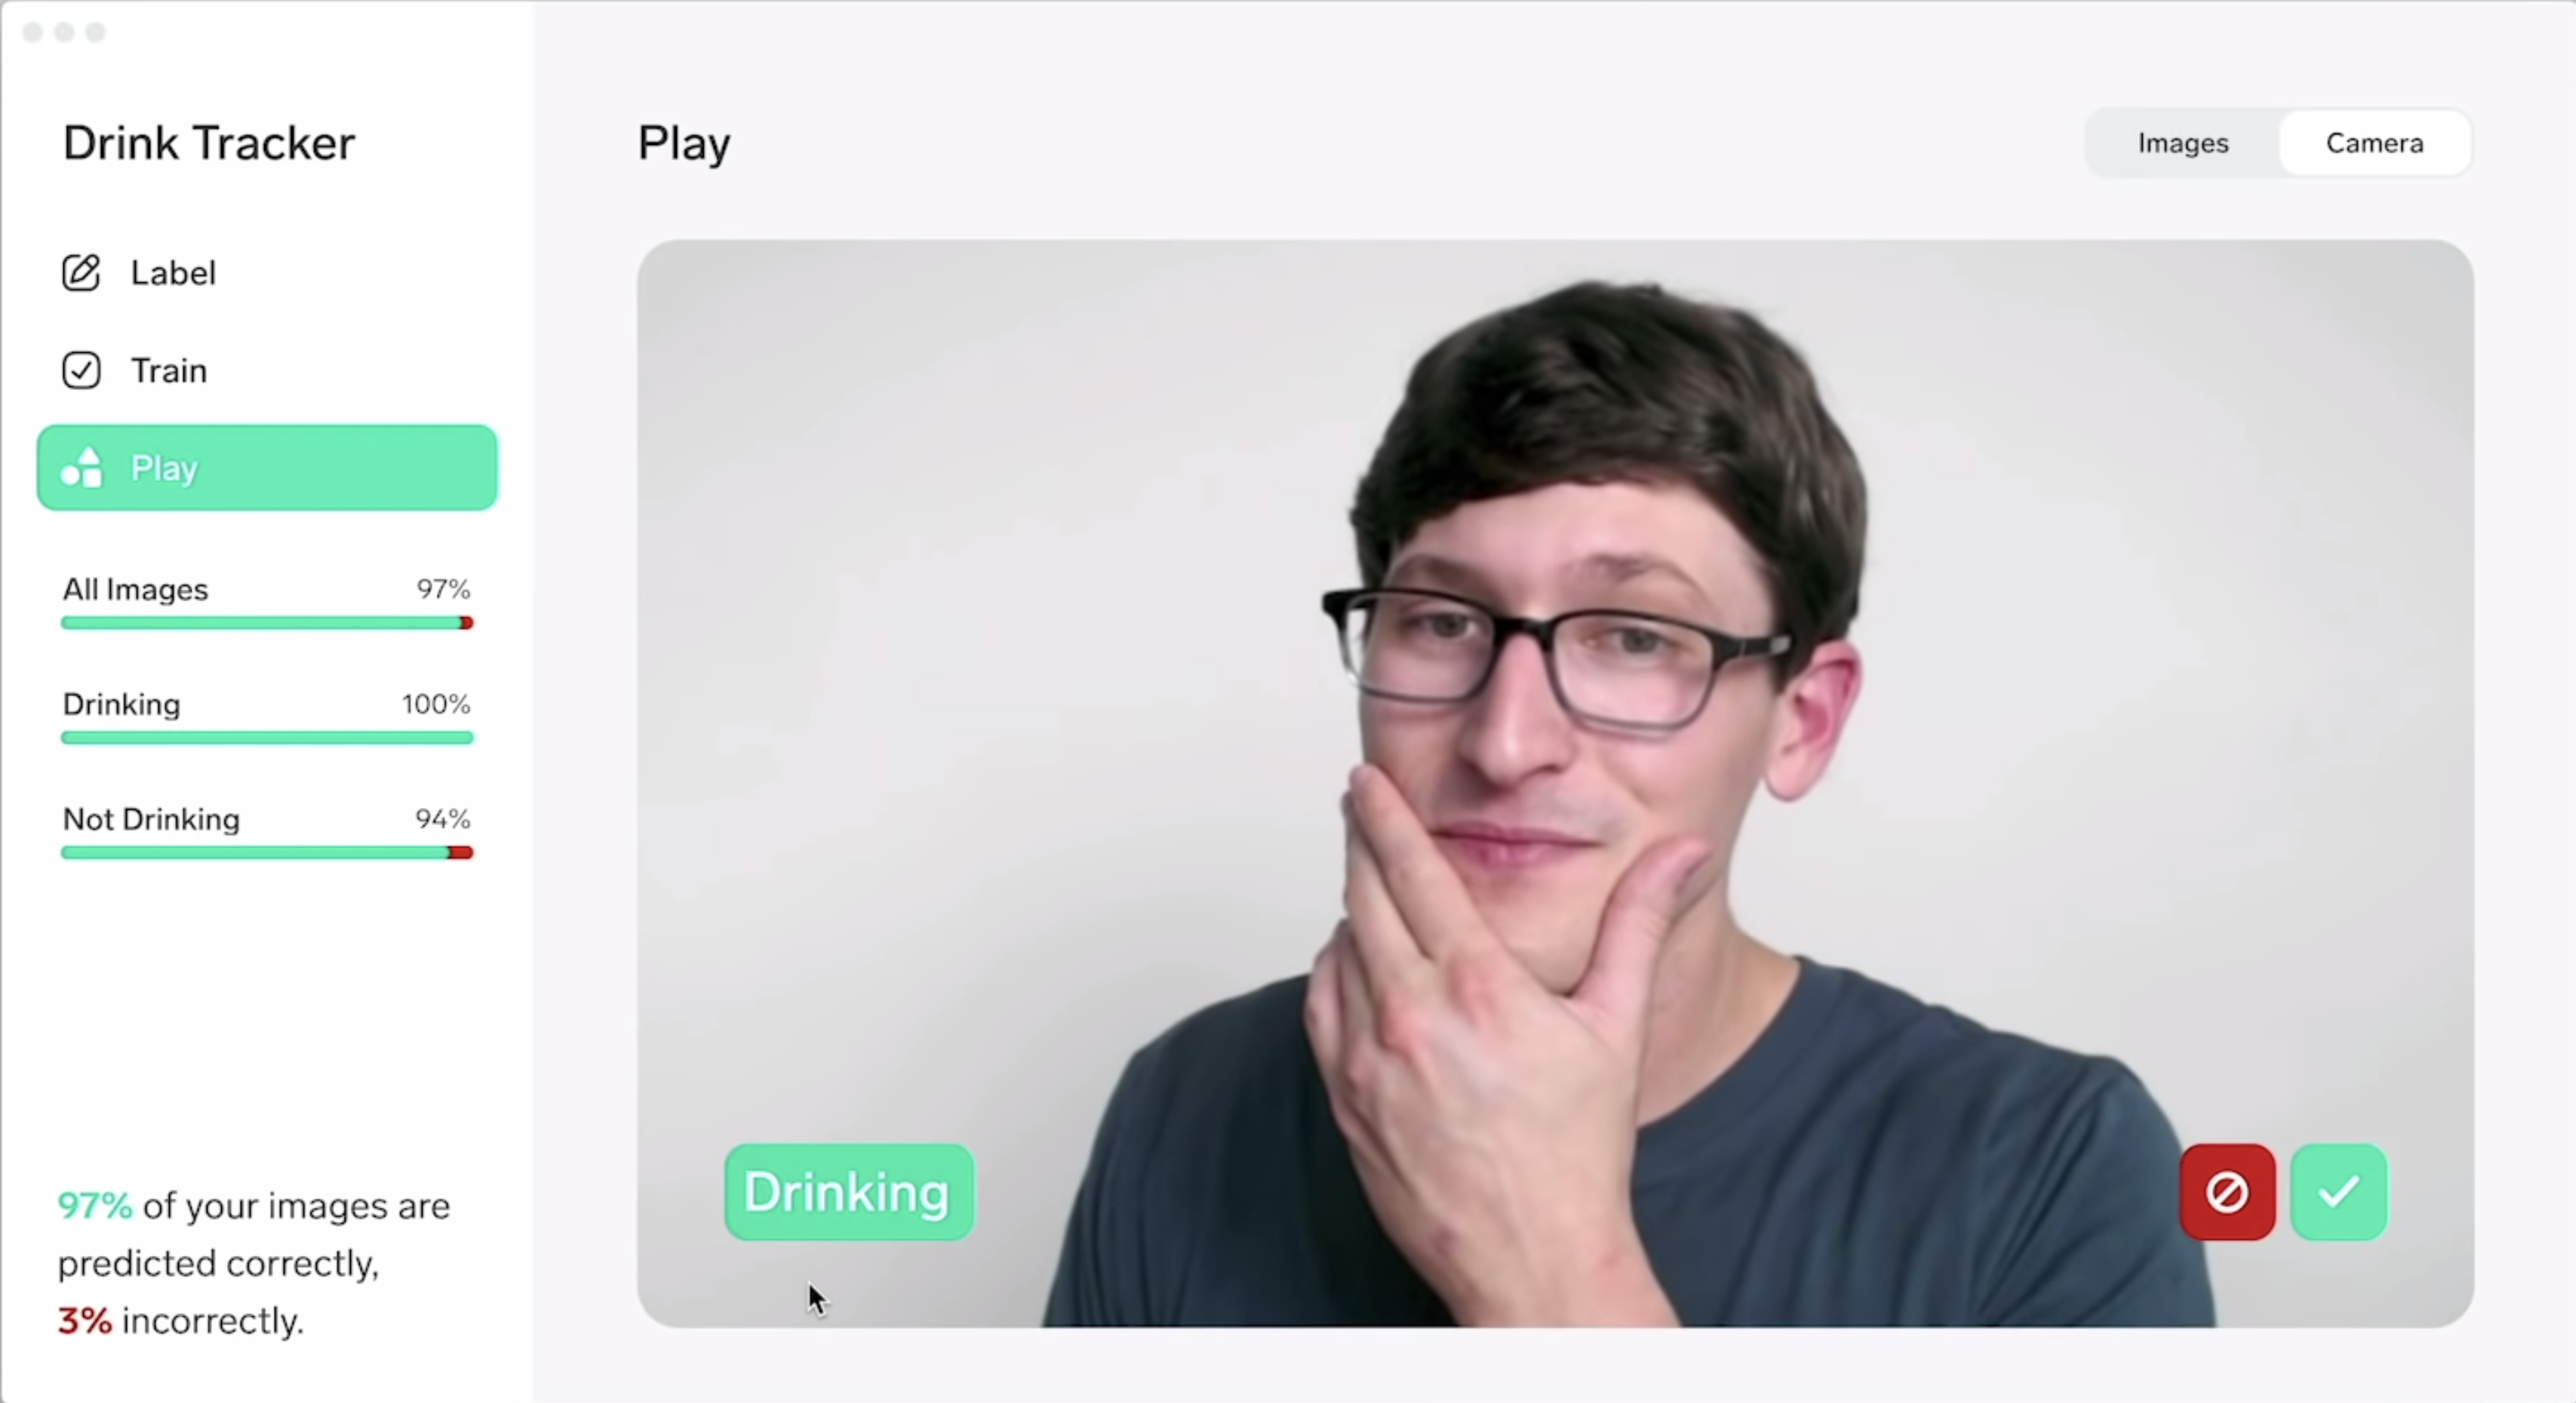 Drink Tracker
Label
Train
Play
All Images 97%
Drinking 100%
Not Drinking 94%
97% of your images are
predicted correctly,
3% incorrectly.
Play
Images Camera
Drinking